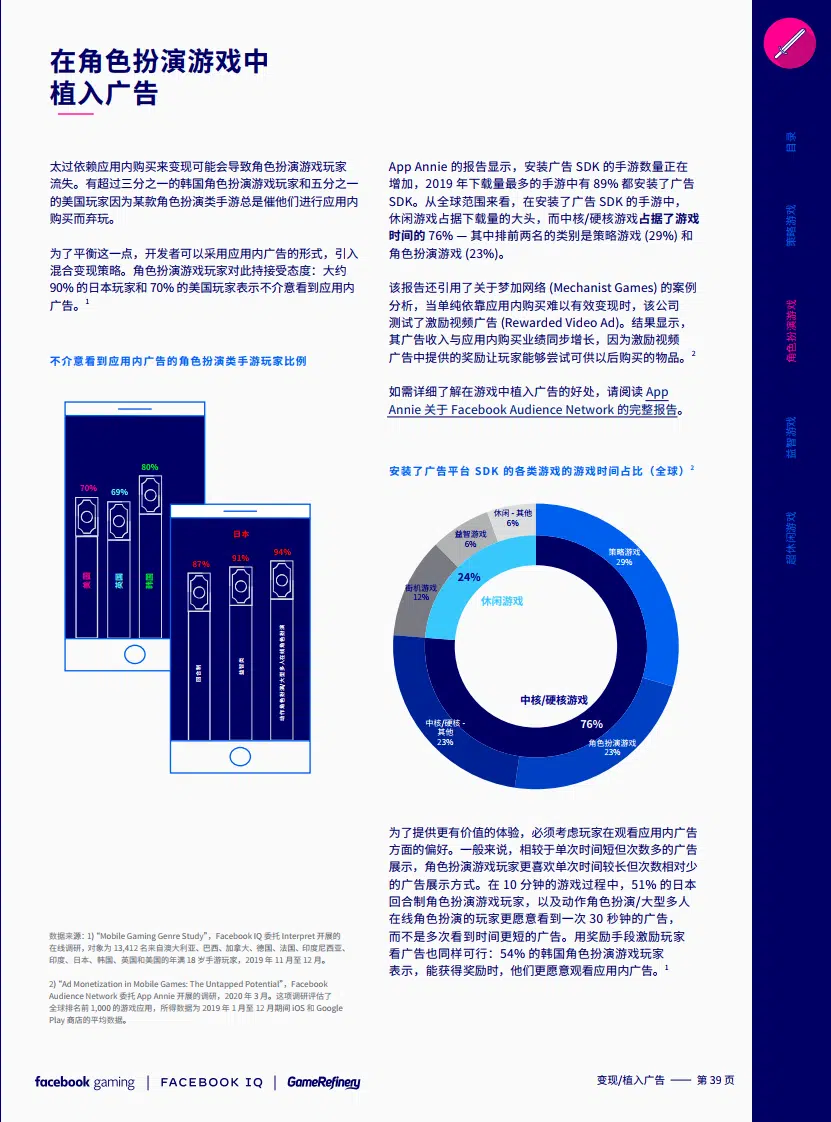 在角色扮演游戏中
植入广告
太过依赖应用内购买来变现可能会导致角色扮演游戏玩家
流失。有超过三分之一的韩国角色扮演游戏玩家和五分之一
的美国玩家因为某款角色扮演类手游总是催他们进行应用内
购买而弃玩。
为了平衡这一点，开发者可以采用应用内广告的形式，引入
混合变现策略。角色扮演游戏玩家对此持接受态度：大约
90% 的日本玩家和 70% 的美国玩家表示不介意看到应用内
广告。1
不介意看到应用内广告的角色扮演类手游玩家比例
70%
69%
80%
美国
英国
韩国
日本
87%
91%
94%
回合制
益智类
动作角色扮演/大型多人在线角色扮演
数据来源：1) “Mobile Gaming Genre Study”，Facebook IQ 委托 Interpret 开展的
在线调研，对象为 13,412 名来自澳大利亚、巴西、加拿大、德国、法国、印度尼西亚、
印度、日本、韩国、英国和美国的年满 18 岁手游玩家，2019 年 11 月至 12 月。
2) “Ad Monetization in Mobile Games: The Untapped Potential”，Facebook
Audience Network 委托 App Annie 开展的调研，2020 年 3 月。这项调研评估了
全球排名前 1,000 的游戏应用，所得数据为 2019 年 1 月至 12 月期间 iOS 和 Google
Play 商店的平均数据。
App Annie 的报告显示，安装广告 SDK 的手游数量正在
增加，2019 年下载量最多的手游中有 89% 都安装了广告
SDK。从全球范围来看，在安装了广告 SDK 的手游中，
休闲游戏占据下载量的大头，而中核/硬核游戏占据了游戏
时间的 76% — 其中排前两名的类别是策略游戏 (29%) 和
角色扮演游戏 (23%)。
该报告还引用了关于梦加网络 (Mechanist Games) 的案例
分析，当单纯依靠应用内购买难以有效变现时，该公司
测试了激励视频广告 (Rewarded Video Ad)。结果显示，
其广告收入与应用内购买业绩同步增长，因为激励视频
广告中提供的奖励让玩家能够尝试可供以后购买的物品。2
如需详细了解在游戏中植入广告的好处，请阅读 App
Annie 关于 Facebook Audience Network 的完整报告。
安装了广告平台 SDK 的各类游戏的游戏时间占比（全球）2
休闲 - 其他
6%
益智游戏
6%
街机游戏
12%
策略游戏
29%
24%
休闲游戏
中核/硬核游戏
76%
角色扮演游戏
23%
中核/硬核 -
其他
23%
为了提供更有价值的体验，必须考虑玩家在观看应用内广告
方面的偏好。一般来说，相较于单次时间短但次数多的广告
展示，角色扮演游戏玩家更喜欢单次时间较长但次数相对少
的广告展示方式。在 10 分钟的游戏过程中，51% 的日本
回合制角色扮演游戏玩家，以及动作角色扮演/大型多人
在线角色扮演的玩家更愿意看到一次 30 秒钟的广告，
而不是多次看到时间更短的广告。用奖励手段激励玩家
看广告也同样可行：54% 的韩国角色扮演游戏玩家
表示，能获得奖励时，他们更愿意观看应用内广告。1
目录
策略游戏
角色扮演游戏
益智游戏
超休闲游戏
facebook gaming | FACEBOOK IQ | GameRefinery
变现/植入广告 —— 第 39 页